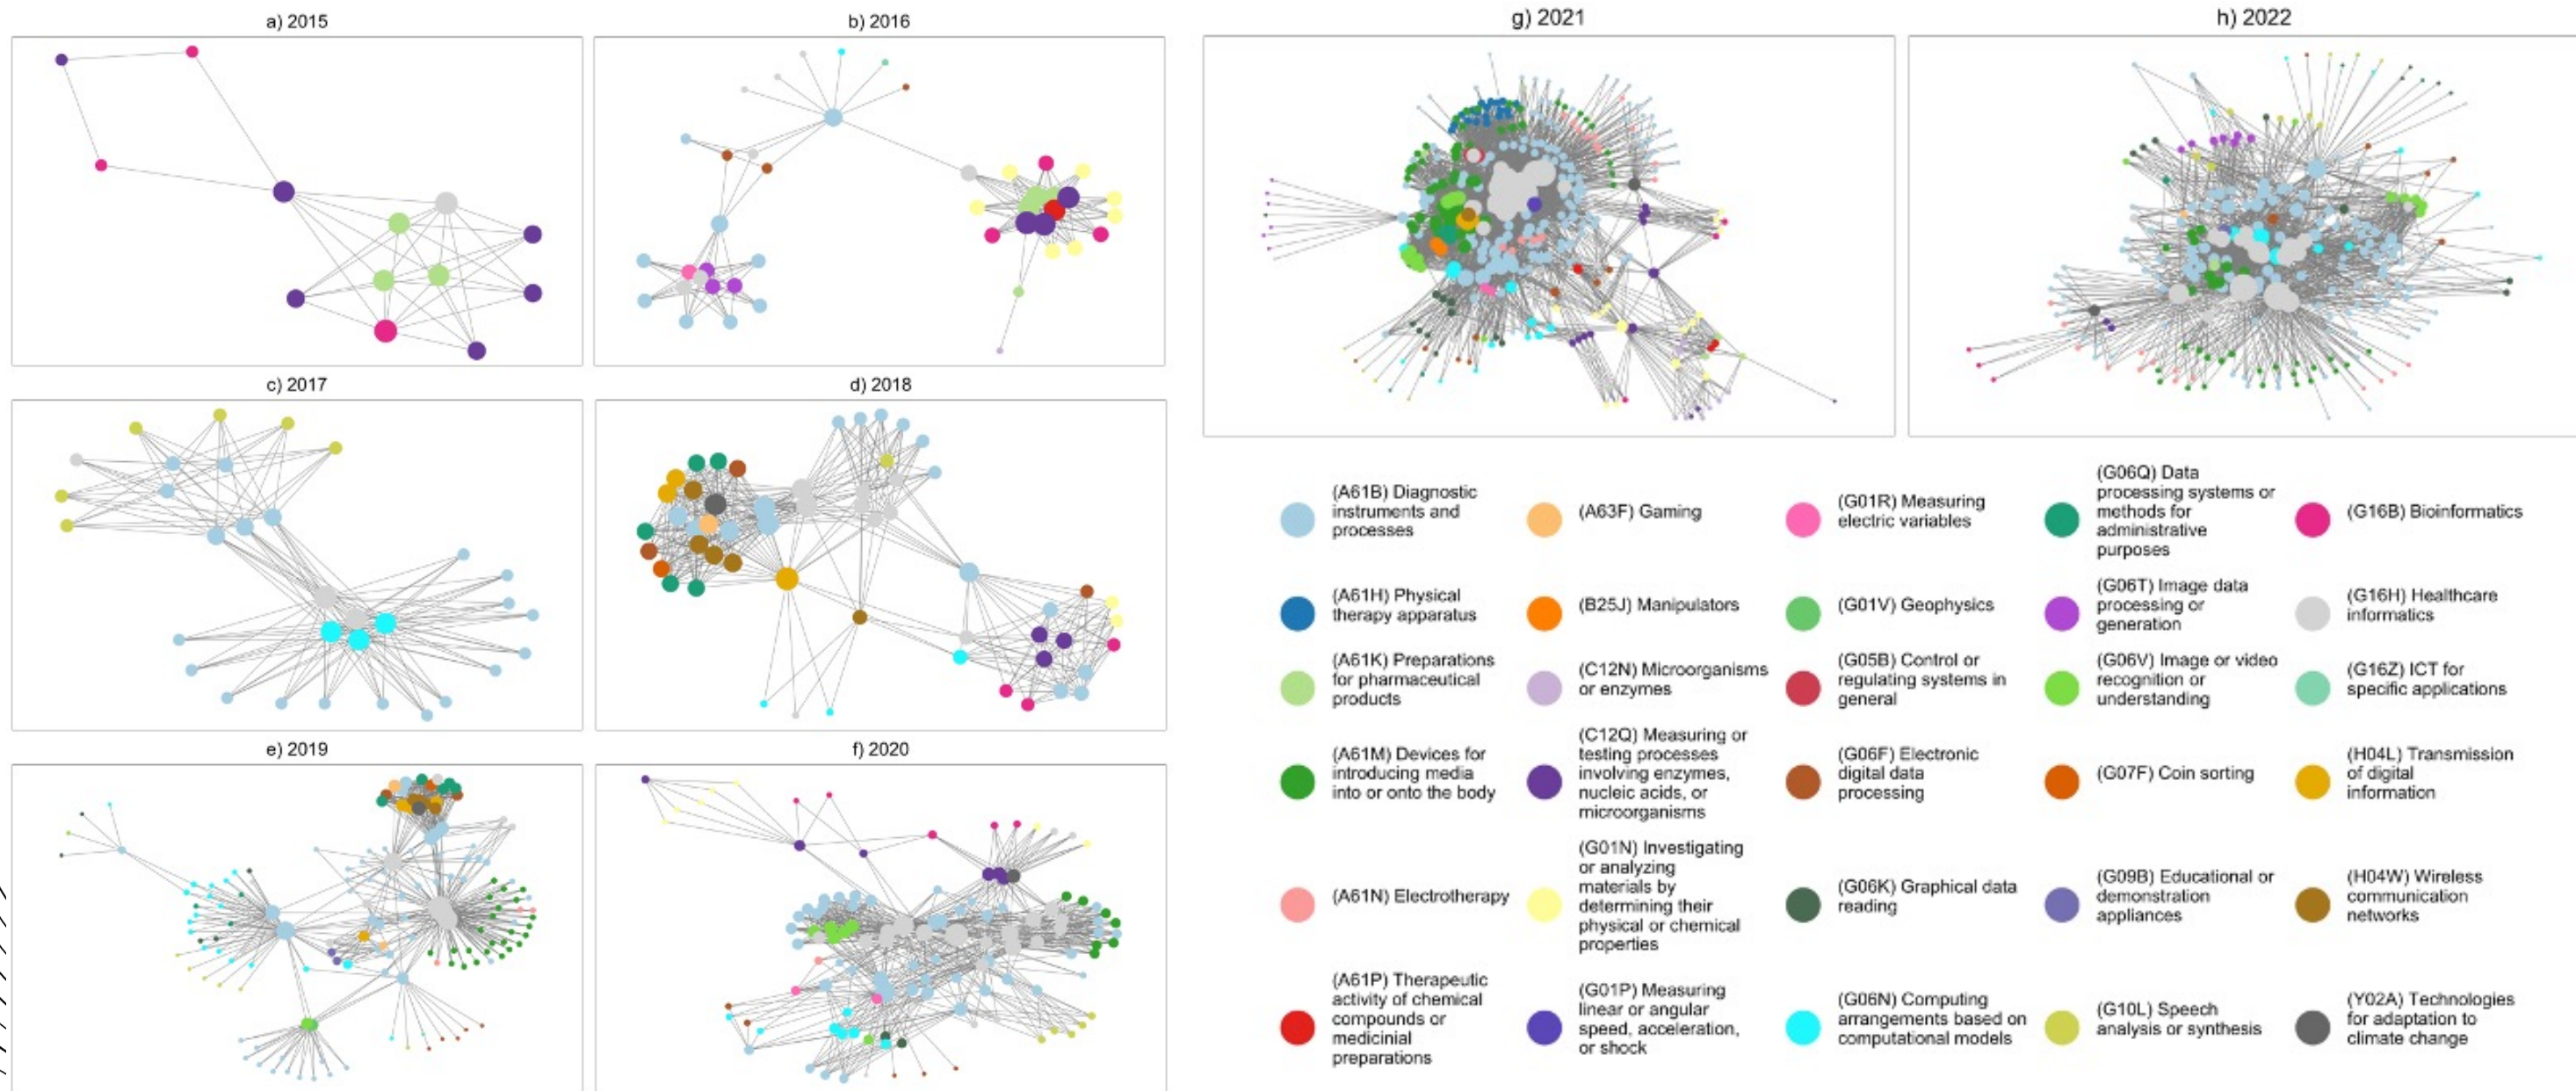 a) 2015
b) 2016
g) 2021
h) 2022
c) 2017
d) 2018
e) 2019
f) 2020
(A61B) Diagnostic
instruments and
processes
(A61H) Physical
therapy apparatus
(A61K) Preparations
for pharmaceutical
products
(A61M) Devices for
introducing media
into or onto the body
(A61N) Electrotherapy
(A61P) Therapeutic
activity of chemical
compounds or
medicinial
preparations
(A63F) Gaming
(B25J) Manipulators
(C12N) Microorganisms
or enzymes
(C12Q) Measuring or
testing processes
involving enzymes,
nucleic acids, or
microorganisms
(G01N) Investigating
or analyzing
materials by
determining their
physical or chemical
properties
(G01P) Measuring
linear or angular
speed, acceleration,
or shock
(G01R) Measuring
electric variables
(G01V) Geophysics
(G05B) Control or
regulating systems in
general
(G06F) Electronic
digital data
processing
(G06K) Graphical data
reading
(G06N) Computing
arrangements based on
computational models
(G06Q) Data
processing systems or
methods for
administrative
purposes
(G06T) Image data
processing or
generation
(G06V) Image or video
recognition or
understanding
(G07F) Coin sorting
(G09B) Educational or
demonstration
appliances
(G10L) Speech
analysis or synthesis
(G16B) Bioinformatics
(G16H) Healthcare
informatics
(G16Z) ICT for
specific applications
(H04L) Transmission
of digital
information
(H04W) Wireless
communication
networks
(Y02A) Technologies
for adaptation to
climate change